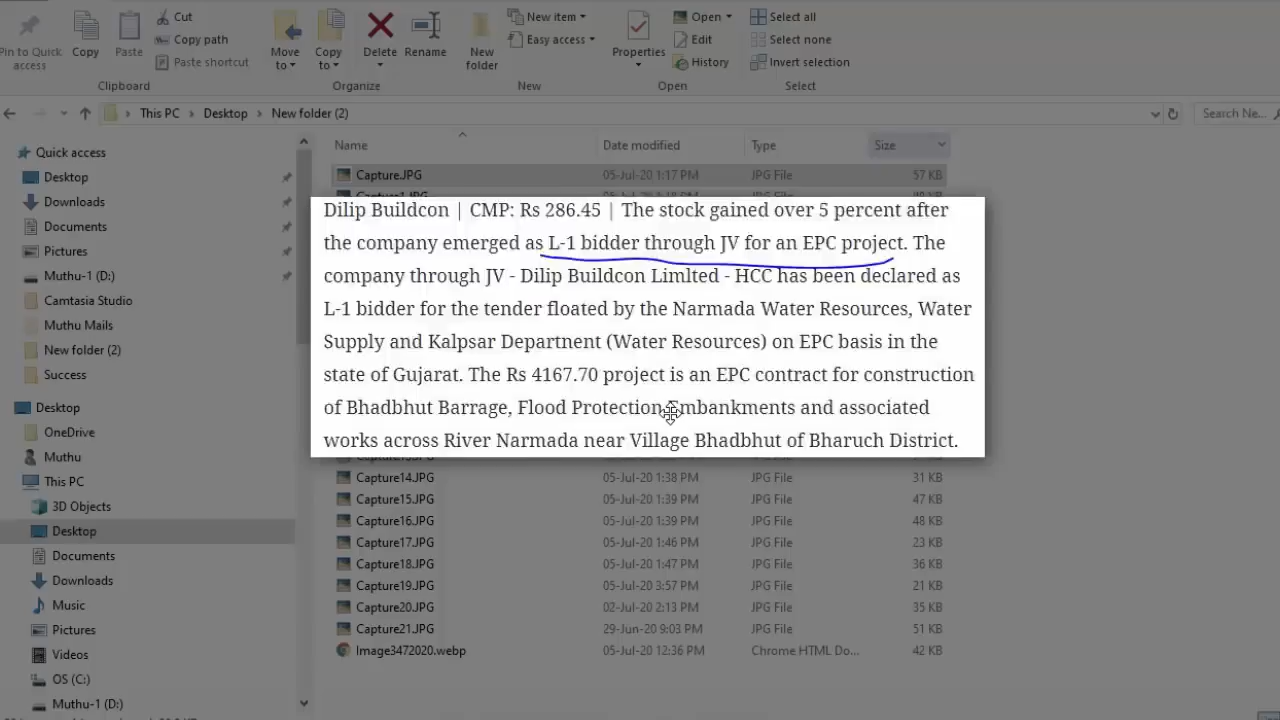 Cut
Copy path
Paste shortcut
Pin to Quick access
Copy
Paste
Clipboard
Move to
Copy to
Delete
Rename
Organize
New folder
New item
Easy access
New
Properties
Open
Edit
History
Open
Select all
Select none
Invert selection
Select
This PC > Desktop > New folder (2)
Search Ne...
Name Date modified Type Size
Quick access
Desktop
Downloads
Documents
Pictures
Muthu-1 (D:)
Camtasia Studio
Muthu Mails
New folder (2)
Success
Desktop
OneDrive
Muthu
This PC
3D Objects
Desktop
Documents
Downloads
Music
Pictures
Videos
OS (C:)
Muthu-1 (D:)
Capture.JPG 05-Jul-20 1:17 PM JPG File 57 KB
Dilip Buildcon | CMP: Rs 286.45 | The stock gained over 5 percent after
the company emerged as L-1 bidder through JV for an EPC project. The
company through JV - Dilip Buildcon Limlted - HCC has been declared as
L-1 bidder for the tender floated by the Narmada Water Resources, Water
Supply and Kalpsar Departnent (Water Resources) on EPC basis in the
state of Gujarat. The Rs 4167.70 project is an EPC contract for construction
of Bhadbhut Barrage, Flood Protection Embankments and associated
works across River Narmada near Village Bhadbhut of Bharuch District.
Capture14.JPG 05-Jul-20 1:38 PM JPG File 31 KB
Capture15.JPG 05-Jul-20 1:39 PM JPG File 47 KB
Capture16.JPG 05-Jul-20 1:39 PM JPG File 48 KB
Capture17.JPG 05-Jul-20 1:46 PM JPG File 23 KB
Capture18.JPG 05-Jul-20 1:47 PM JPG File 36 KB
Capture19.JPG 05-Jul-20 3:57 PM JPG File 21 KB
Capture20.JPG 02-Jul-20 2:13 PM JPG File 35 KB
Capture21.JPG 29-Jun-20 9:03 PM JPG File 51 KB
Image3472020.webp 05-Jul-20 12:36 PM Chrome HTML Do... 42 KB